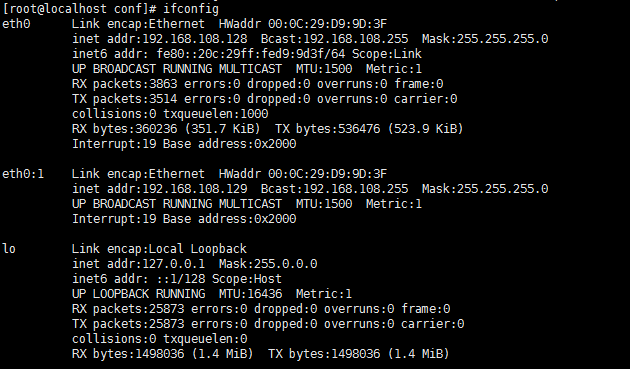 [root@localhost conf]# ifconfig
eth0      Link encap:Ethernet  HWaddr 00:0C:29:D9:9D:3F
          inet addr:192.168.108.128  Bcast:192.168.108.255  Mask:255.255.255.0
          inet6 addr: fe80::20c:29ff:fed9:9d3f/64 Scope:Link
          UP BROADCAST RUNNING MULTICAST  MTU:1500  Metric:1
          RX packets:3863 errors:0 dropped:0 overruns:0 frame:0
          TX packets:3514 errors:0 dropped:0 overruns:0 carrier:0
          collisions:0 txqueuelen:1000
          RX bytes:360236 (351.7 KiB)  TX bytes:536476 (523.9 KiB)
          Interrupt:19 Base address:0x2000

eth0:1    Link encap:Ethernet  HWaddr 00:0C:29:D9:9D:3F
          inet addr:192.168.108.129  Bcast:192.168.108.255  Mask:255.255.255.0
          UP BROADCAST RUNNING MULTICAST  MTU:1500  Metric:1
          Interrupt:19 Base address:0x2000

lo        Link encap:Local Loopback
          inet addr:127.0.0.1  Mask:255.0.0.0
          inet6 addr: ::1/128 Scope:Host
          UP LOOPBACK RUNNING  MTU:16436  Metric:1
          RX packets:25873 errors:0 dropped:0 overruns:0 frame:0
          TX packets:25873 errors:0 dropped:0 overruns:0 carrier:0
          collisions:0 txqueuelen:0
          RX bytes:1498036 (1.4 MiB)  TX bytes:1498036 (1.4 MiB)